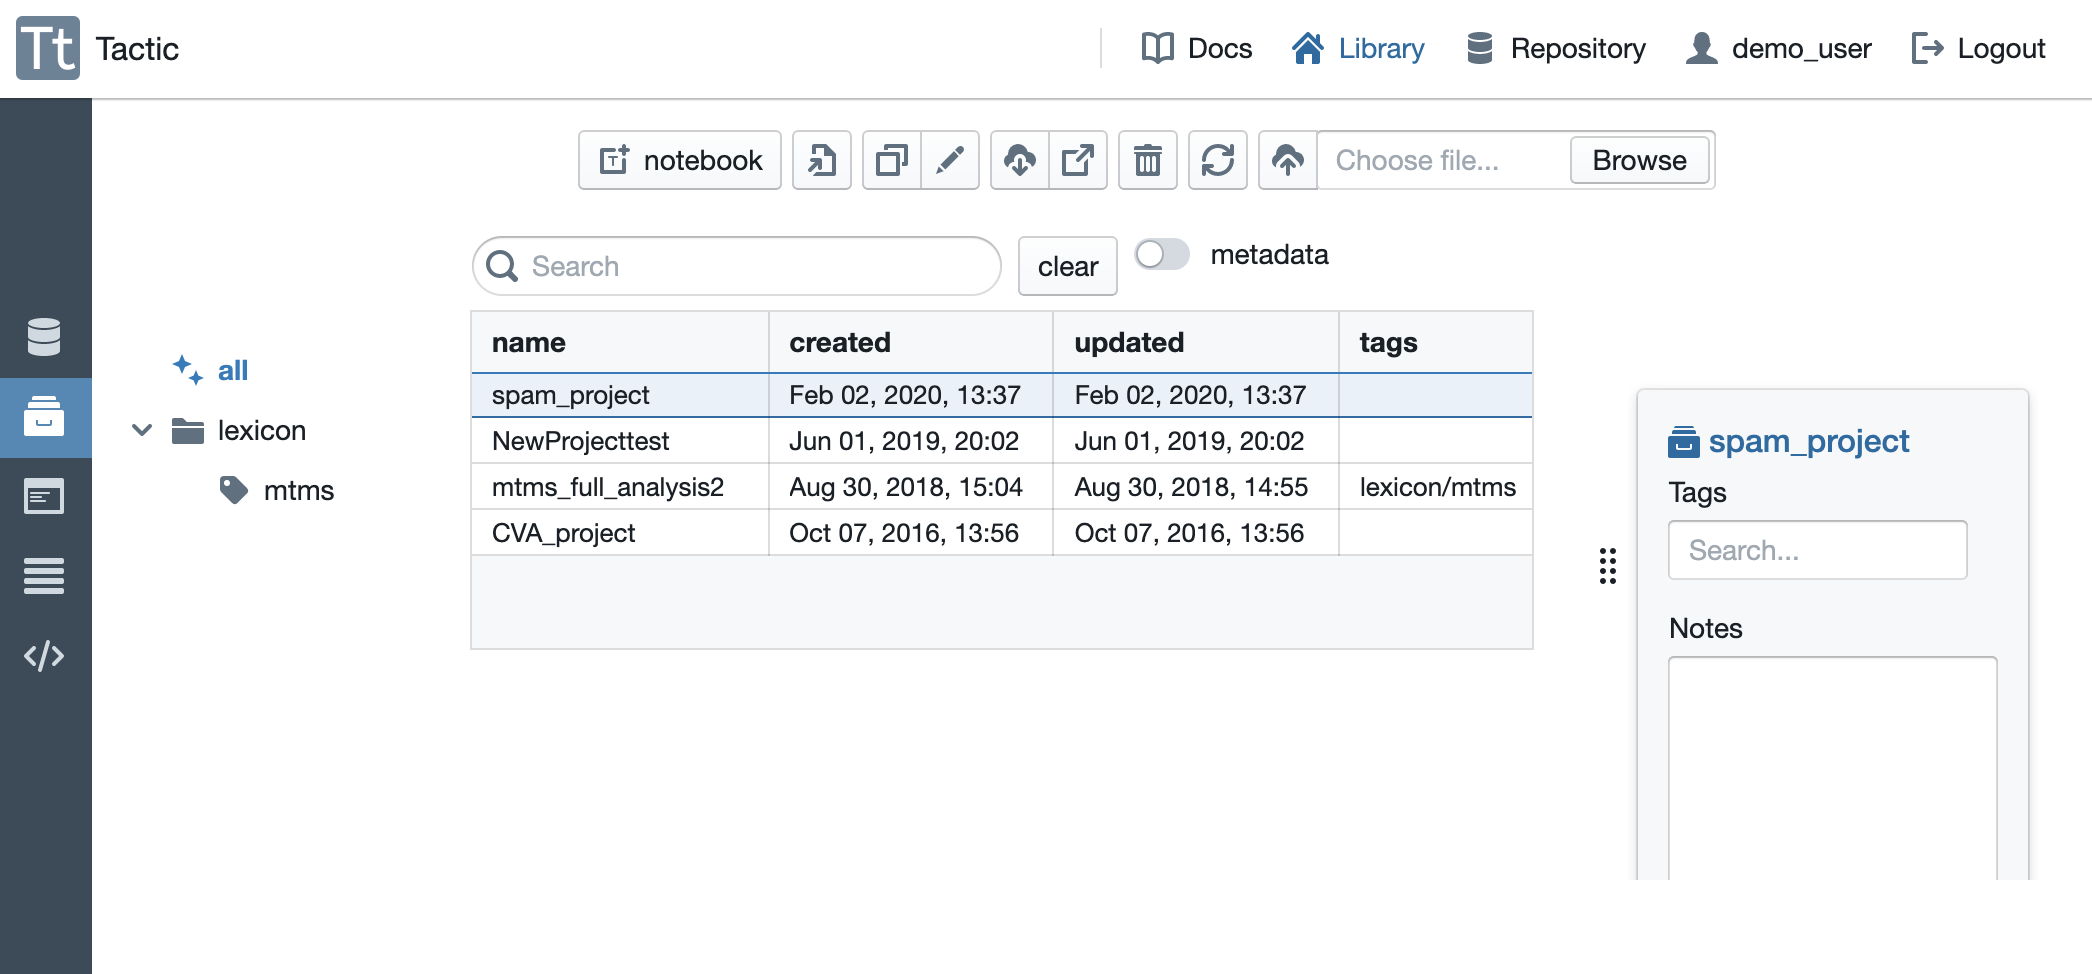 Tt Tactic
Docs Library Repository demo_user Logout
notebook Choose file... Browse
Search clear metadata
all
lexicon
mtms
name created updated tags
spam_project Feb 02, 2020, 13:37 Feb 02, 2020, 13:37
NewProjecttest Jun 01, 2019, 20:02 Jun 01, 2019, 20:02
mtms_full_analysis2 Aug 30, 2018, 15:04 Aug 30, 2018, 14:55 lexicon/mtms
CVA_project Oct 07, 2016, 13:56 Oct 07, 2016, 13:56
spam_project
Tags
Search...
Notes